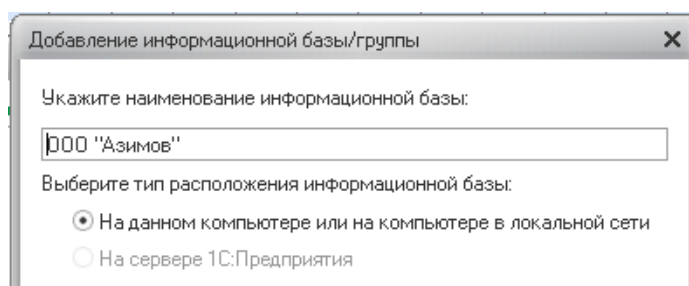 Добавление информационной базы/группы
Укажите наименование информационной базы:
ООО "Азимов"
Выберите тип расположения информационной базы:
На данном компьютере или на компьютере в локальной сети
На сервере 1С:Предприятия